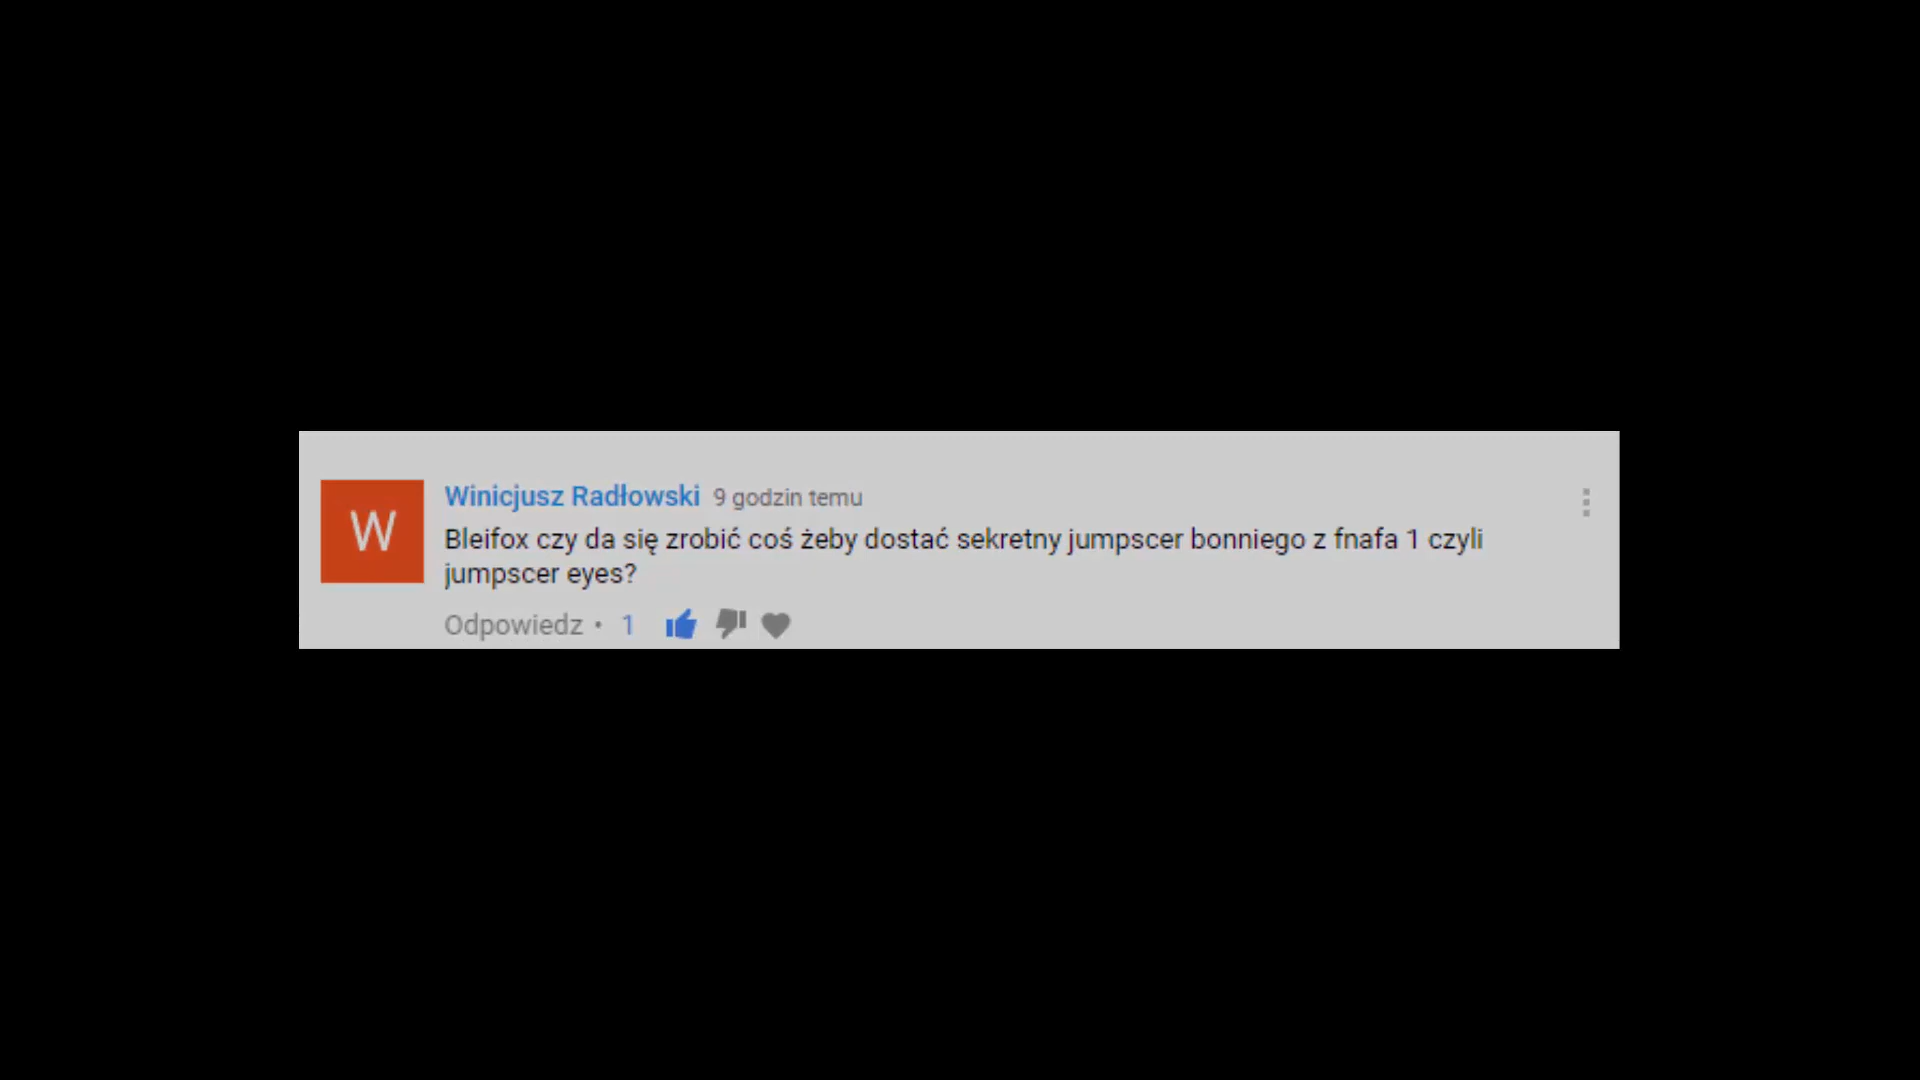 W
Winicjusz Radłowski 9 godzin temu
Bleifox czy da się zrobić coś żeby dostać sekretny jumpscer bonniego z fnafa 1 czyli
jumpscer eyes?
Odpowiedz • 1